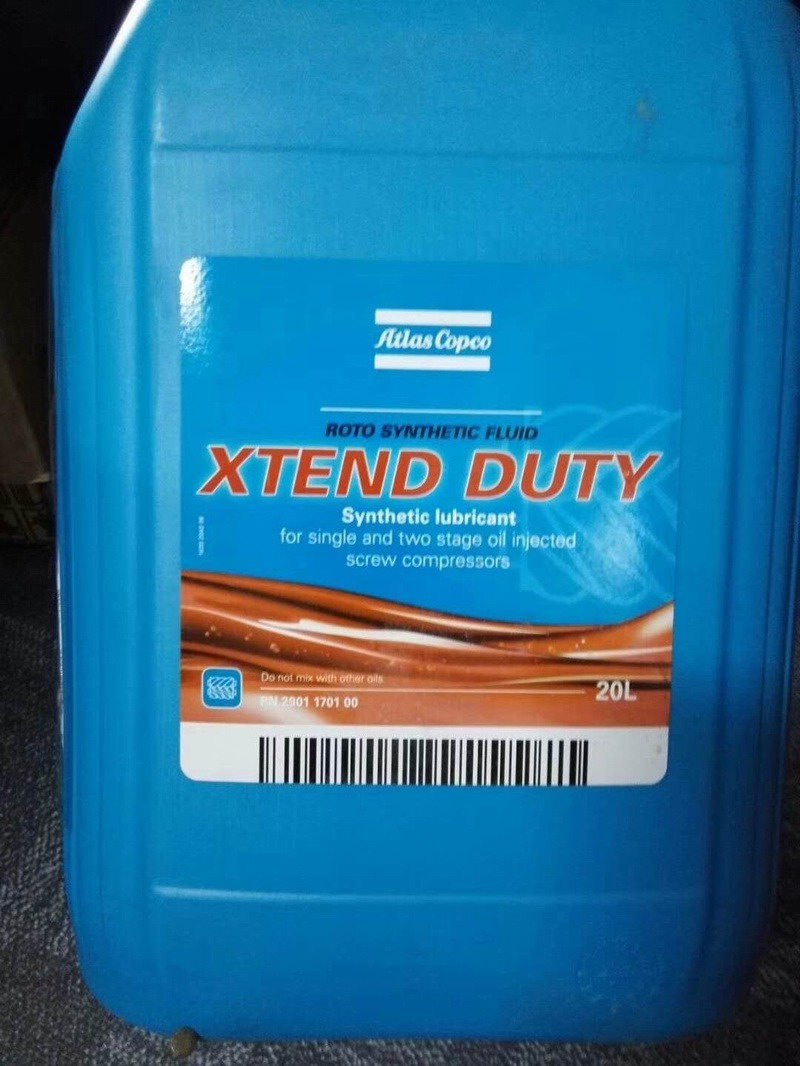 Atlas Copco
ROTO SYNTHETIC FLUID
XTEND DUTY
Synthetic lubricant
for single and two stage oil injected
screw compressors
Do not mix with other oils
PN 2901 1701 00
20L